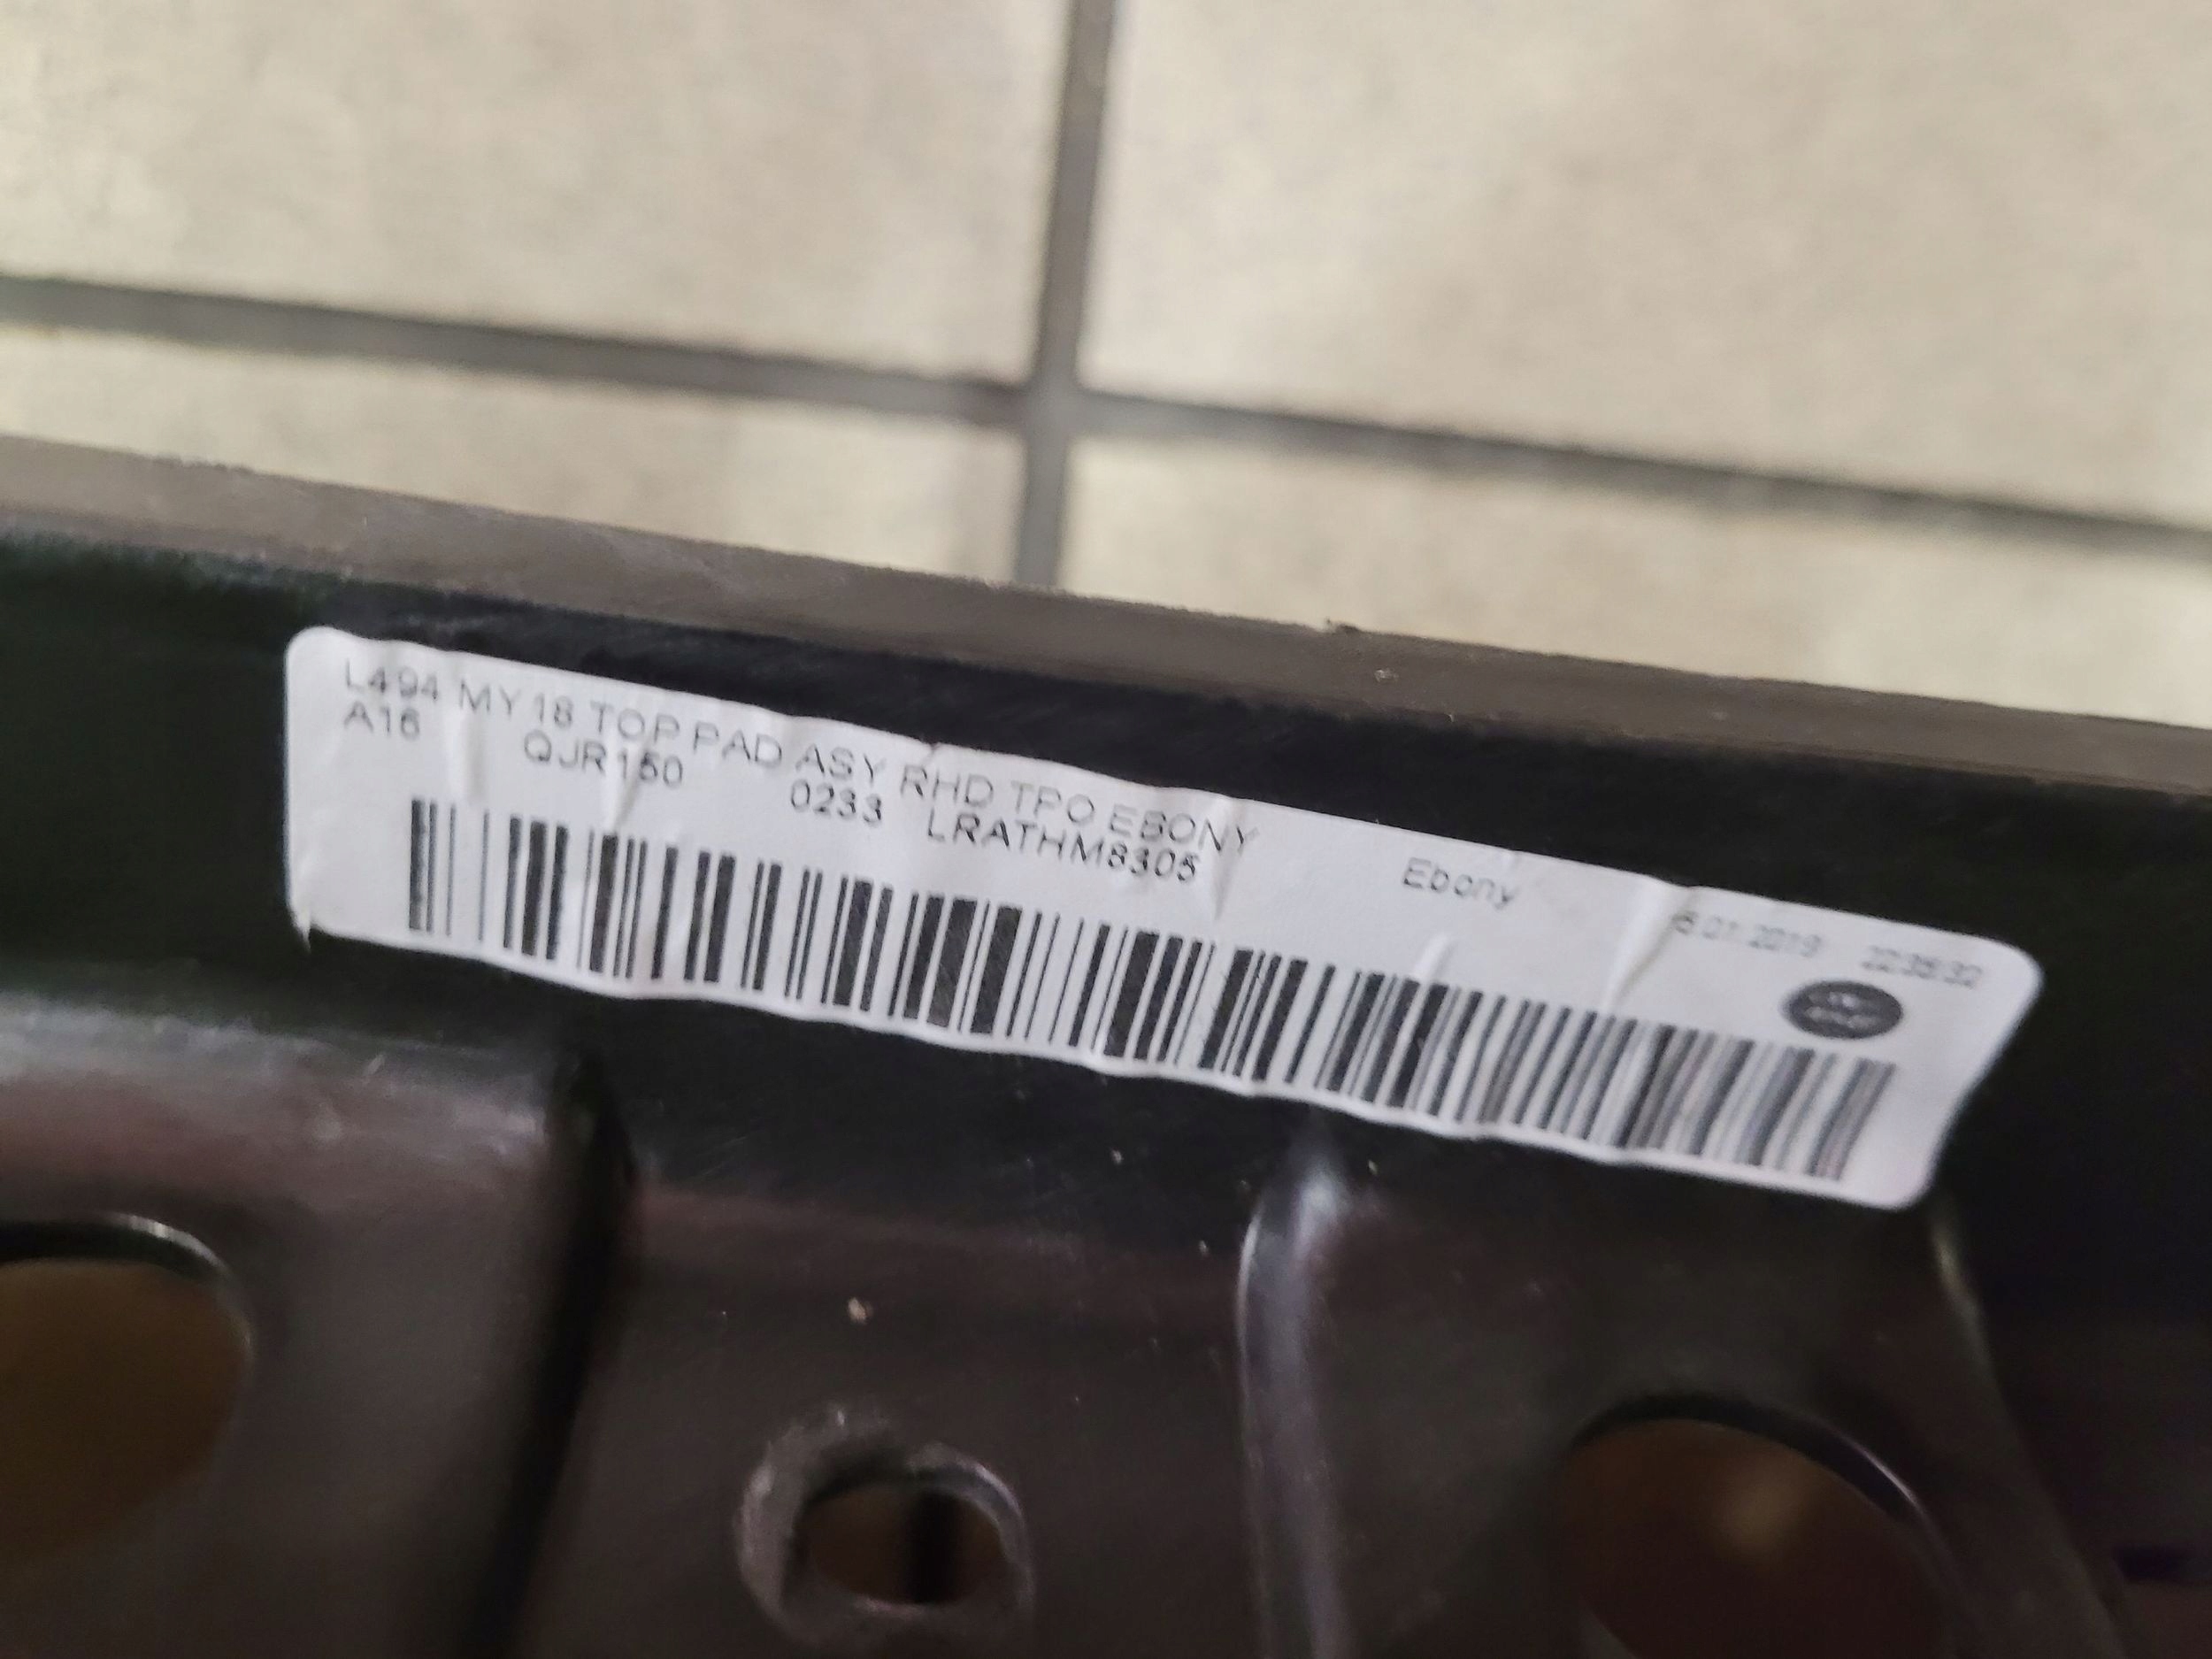 L494 MY18 TOP PAD ASY RHD TPO EBONY
A16 QJR150 0233 LRATHM8305 Ebony